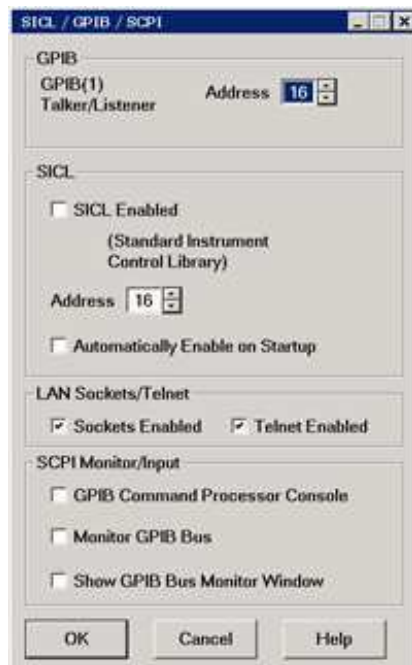 SICL / GPIB / SCPI
GPIB
GPIB(1)
Talker/Listener
Address 16
SICL
SICL Enabled
(Standard Instrument
Control Library)
Address 16
Automatically Enable on Startup
LAN Sockets/Telnet
Sockets Enabled Telnet Enabled
SCPI Monitor/Input
GPIB Command Processor Console
Monitor GPIB Bus
Show GPIB Bus Monitor Window
OK Cancel Help